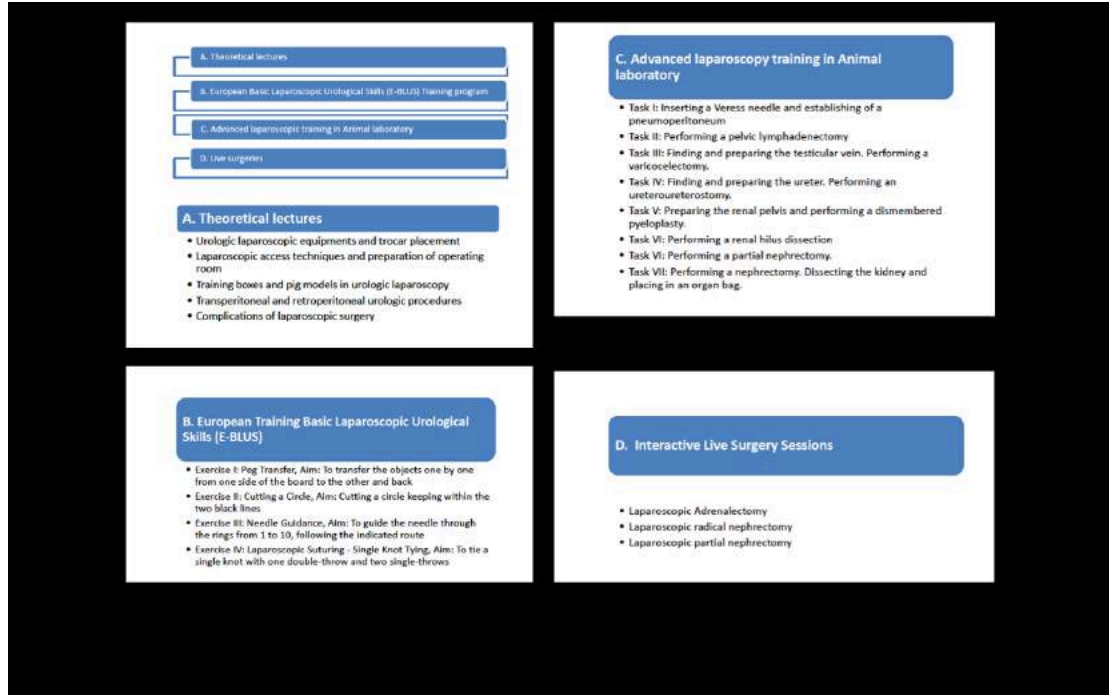 A. Theoretical lectures
B. European Basic Laparoscopic Urological Skills (E-BLUS) Training program
C. Advanced laparoscopic training in Animal laboratory
D. Live surgeries
A. Theoretical lectures
• Urologic laparoscopic equipments and trocar placement
• Laparoscopic access techniques and preparation of operating
room
• Training boxes and pig models in urologic laparoscopy
• Transperitoneal and retroperitoneal urologic procedures
• Complications of laparoscopic surgery
B. European Training Basic Laparoscopic Urological
Skills (E-BLUS)
• Exercise I: Peg Transfer, Aim: To transfer the objects one by one
from one side of the board to the other and back
• Exercise II: Cutting a Circle, Aim: Cutting a circle keeping within the
two black lines
• Exercise III: Needle Guidance, Aim: To guide the needle through
the rings from 1 to 10, following the indicated route
• Exercise IV: Laparoscopic Suturing - Single Knot Tying, Aim: To tie a
single knot with one double-throw and two single-throws
C. Advanced laparoscopy training in Animal
laboratory
• Task I: Inserting a Veress needle and establishing of a
pneumoperitoneum
• Task II: Performing a pelvic lymphadenectomy
• Task III: Finding and preparing the testicular vein. Performing a
varicocelectomy.
• Task IV: Finding and preparing the ureter. Performing an
ureteroureterostomy.
• Task V: Preparing the renal pelvis and performing a dismembered
pyeloplasty.
• Task VI: Performing a renal hilus dissection
• Task VI: Performing a partial nephrectomy.
• Task VII: Performing a nephrectomy. Dissecting the kidney and
placing in an organ bag.
D. Interactive Live Surgery Sessions
• Laparoscopic Adrenalectomy
• Laparoscopic radical nephrectomy
• Laparoscopic partial nephrectomy